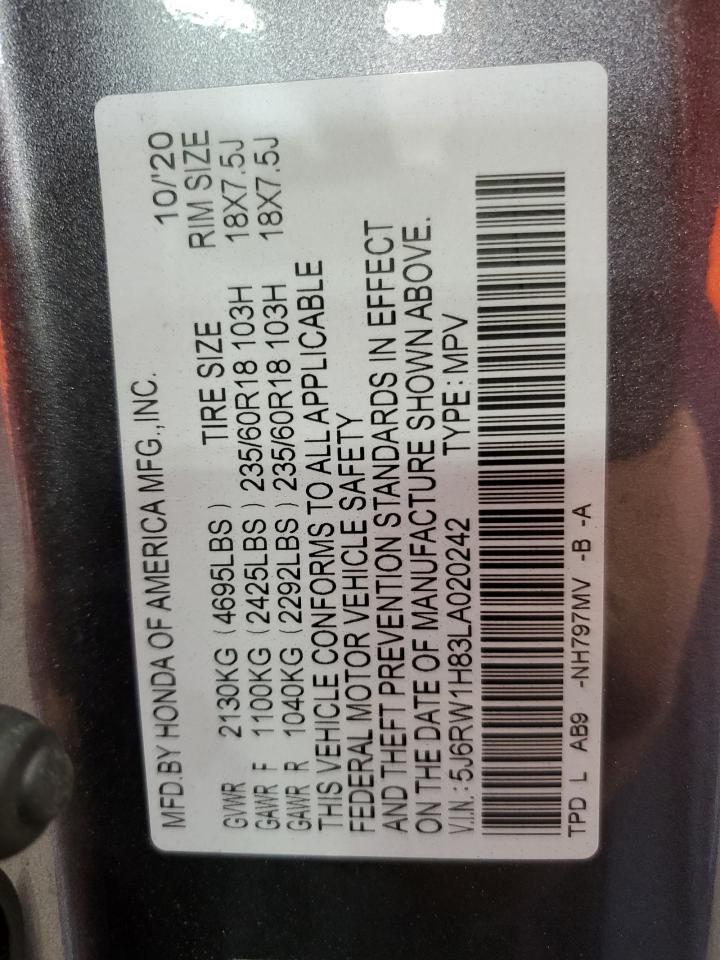 MFD.BY HONDA OF AMERICA MFG.,INC. 10/'20
TIRE SIZE RIM SIZE
GVWR 2130KG (4695LBS)
GAWR F 1100KG (2425LBS) 235/60R18 103H 18X7.5J
GAWR R 1040KG (2292LBS) 235/60R18 103H 18X7.5J
THIS VEHICLE CONFORMS TO ALL APPLICABLE
FEDERAL MOTOR VEHICLE SAFETY
AND THEFT PREVENTION STANDARDS IN EFFECT
ON THE DATE OF MANUFACTURE SHOWN ABOVE.
V.I.N.:5J6RW1H83LA020242 TYPE:MPV
TPD L AB9 -NH797MV -B -A